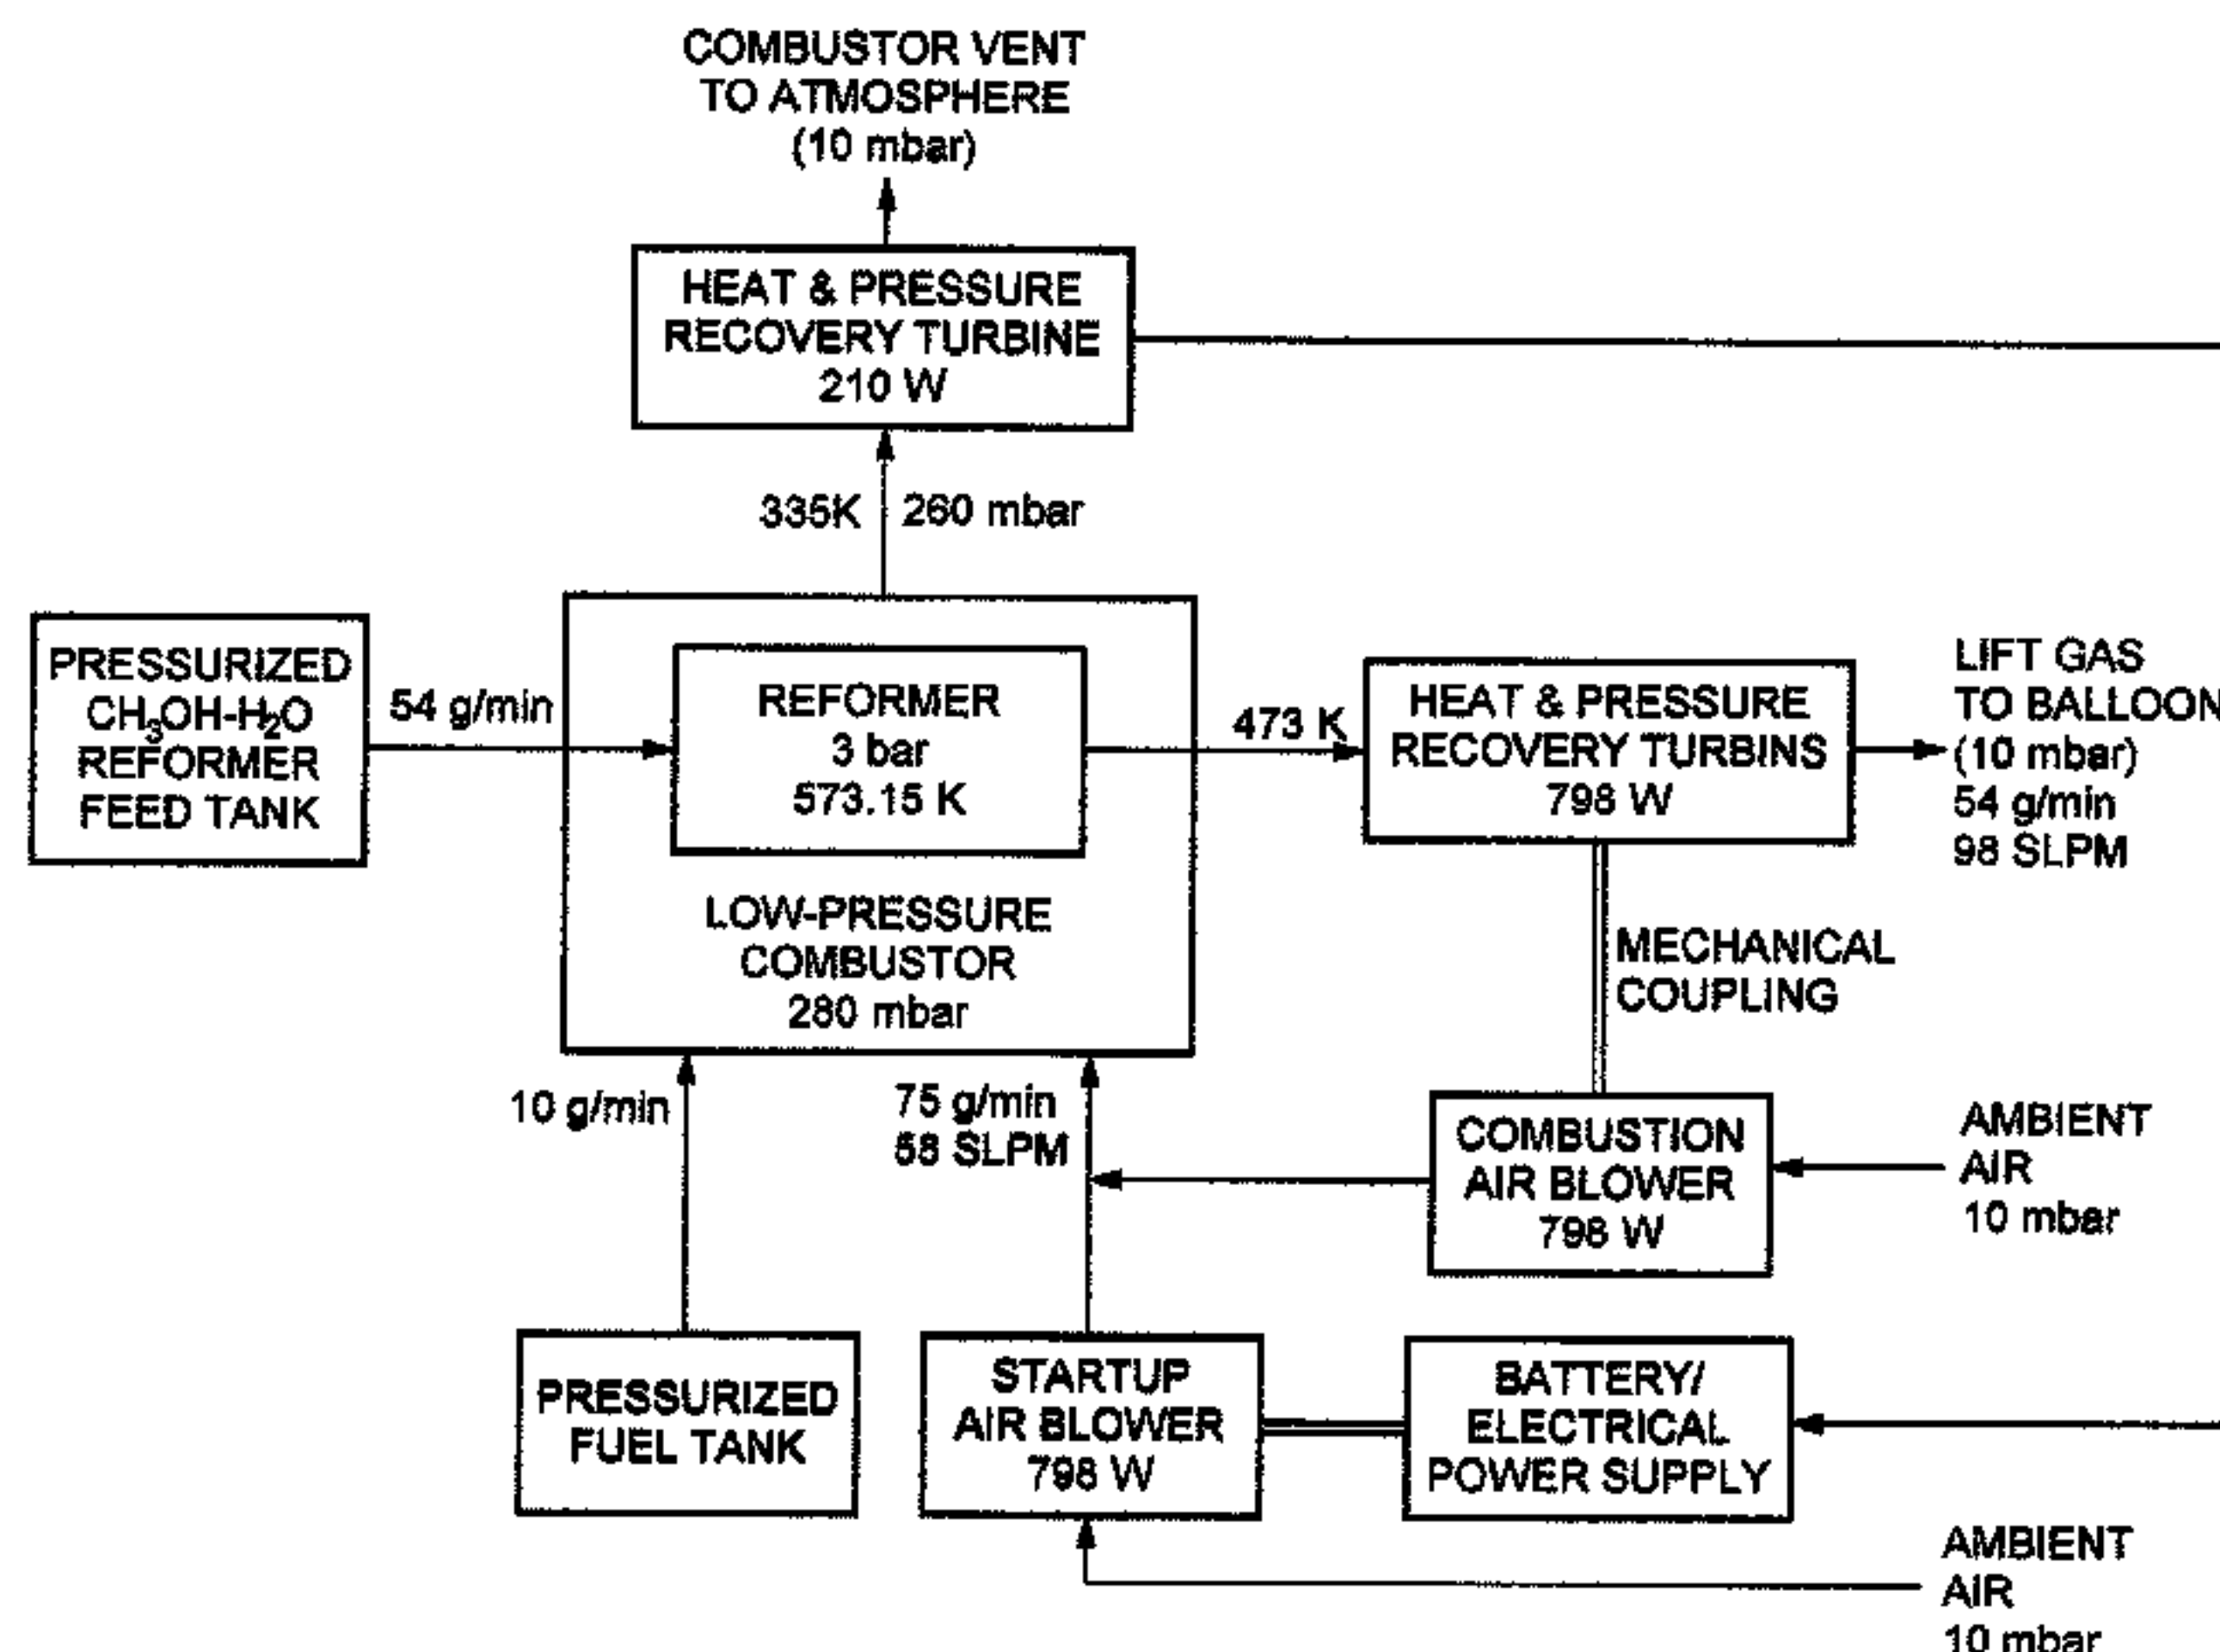 COMBUSTOR VENT
TO ATMOSPHERE
(10 mbar)
HEAT & PRESSURE
RECOVERY TURBINE
210 W
335K
260 mbar
PRESSURIZED
CH3OH-H2O
REFORMER
FEED TANK
54 g/min
REFORMER
3 bar
573.15 K
LOW-PRESSURE
COMBUSTOR
280 mbar
473 K
HEAT & PRESSURE
RECOVERY TURBINS
798 W
LIFT GAS
TO BALLOON
(10 mbar)
54 g/min
98 SLPM
MECHANICAL
COUPLING
10 g/min
75 g/min
58 SLPM
COMBUSTION
AIR BLOWER
798 W
AMBIENT
AIR
10 mbar
PRESSURIZED
FUEL TANK
STARTUP
AIR BLOWER
798 W
BATTERY/
ELECTRICAL
POWER SUPPLY
AMBIENT
AIR
10 mbar